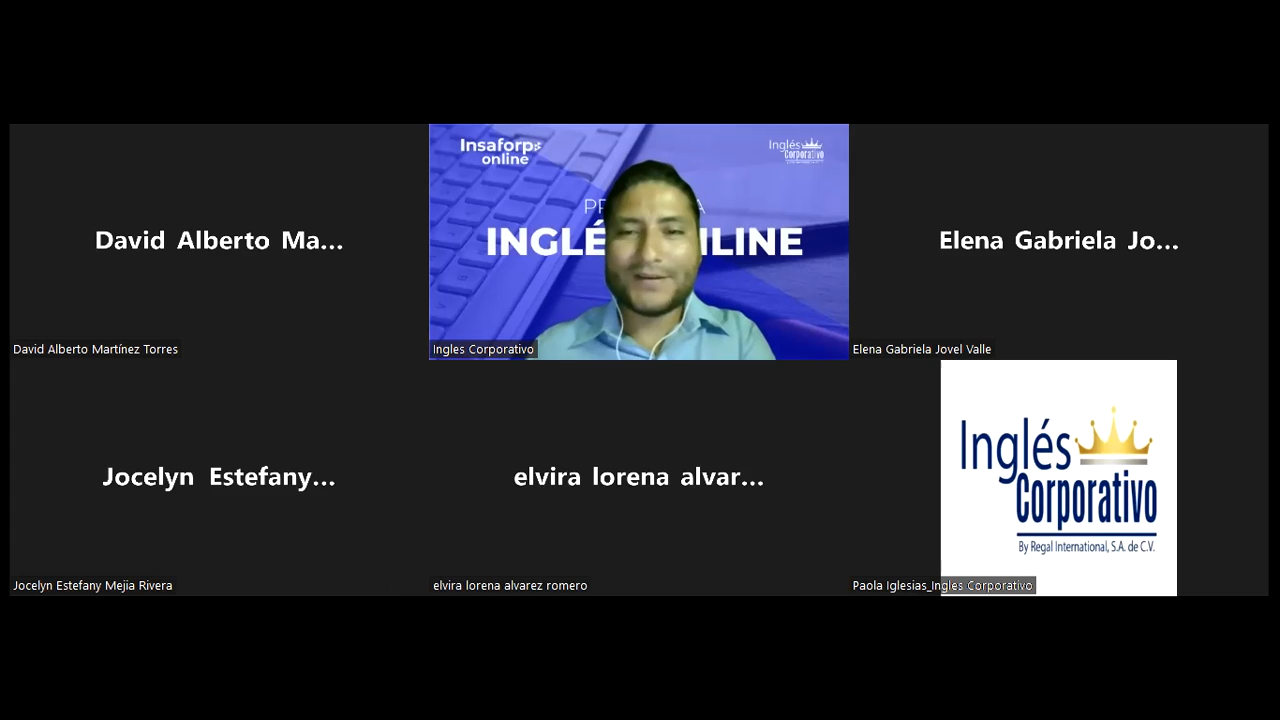 David Alberto Ma...
David Alberto Martínez Torres
Insaforp
online
Inglés
Corporativo
INGLÉ
NLINE
Ingles Corporativo
Elena Gabriela Jo...
Elena Gabriela Jovel Valle
Jocelyn Estefany...
Jocelyn Estefany Mejia Rivera
elvira lorena alvar...
elvira lorena alvarez romero
Inglés
Corporativo
By Regal International, S.A. de C.V.
Paola Iglesias_Ingles Corporativo